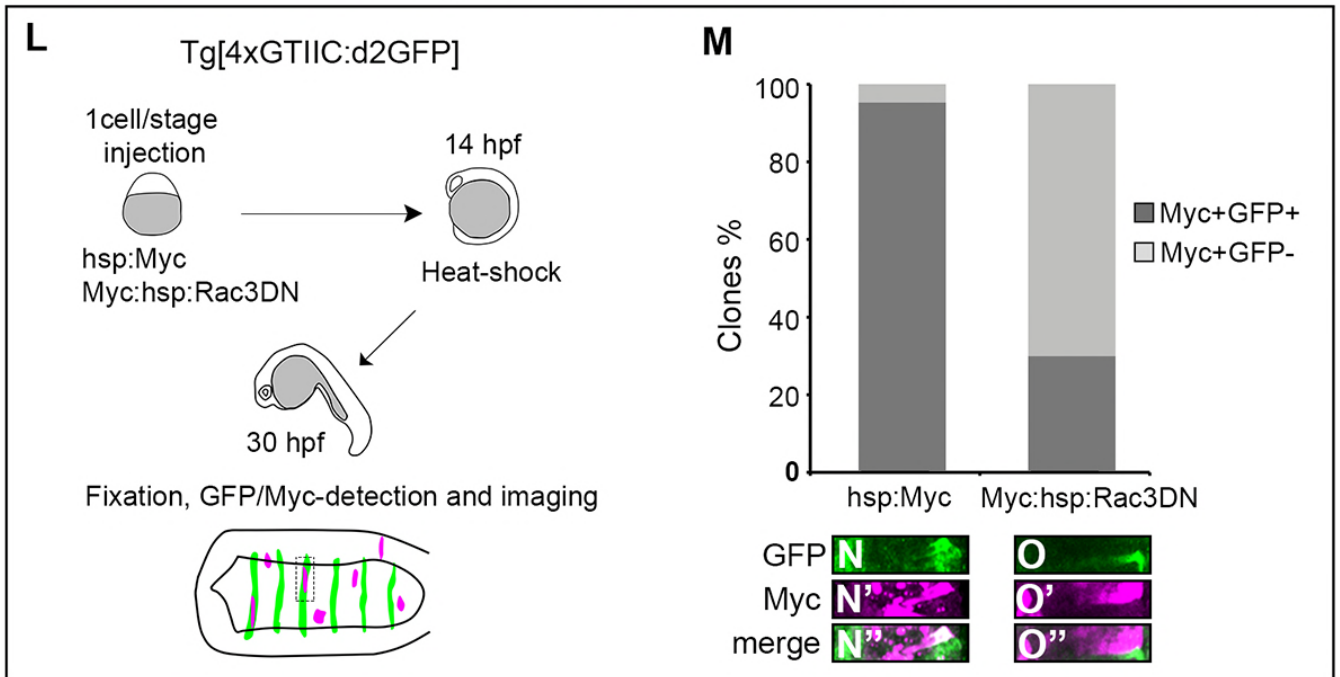 L
Tg[4xGTIIC:d2GFP]
1cell/stage
injection
14 hpf
hsp:Myc
Myc:hsp:Rac3DN
Heat-shock
30 hpf
Fixation, GFP/Myc-detection and imaging
M
100
80
60
40
20
0
Clones %
Myc+GFP+
Myc+GFP-
hsp:Myc
Myc:hsp:Rac3DN
GFP N O
Myc N’ O’
merge N” O”